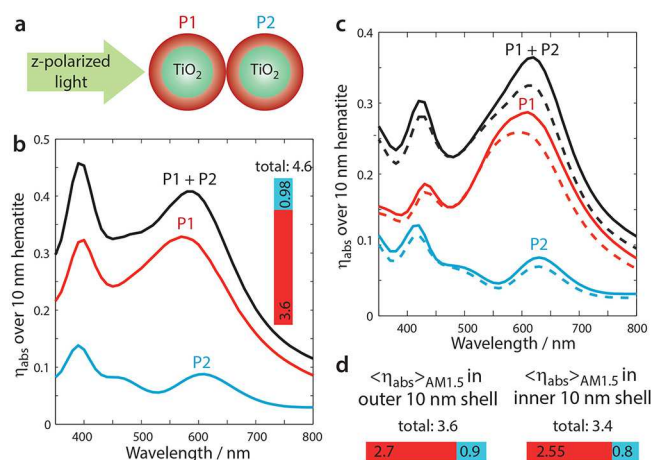 a
P1
P2
z-polarized
light
TiO₂
TiO₂
b
η_abs over 10 nm hematite
0.5
0.4
0.3
0.2
0.1
0
400
500
600
700
800
Wavelength / nm
total: 4.6
0.98
3.6
P1 + P2
P1
P2
c
η_abs over 10 nm hematite
0.4
0.3
0.2
0.1
0
400
500
600
700
800
Wavelength / nm
P1 + P2
P1
P2
d
<η_abs>AM1.5 in
outer 10 nm shell
total: 3.6
2.7
0.9
<η_abs>AM1.5 in
inner 10 nm shell
total: 3.4
2.55
0.8